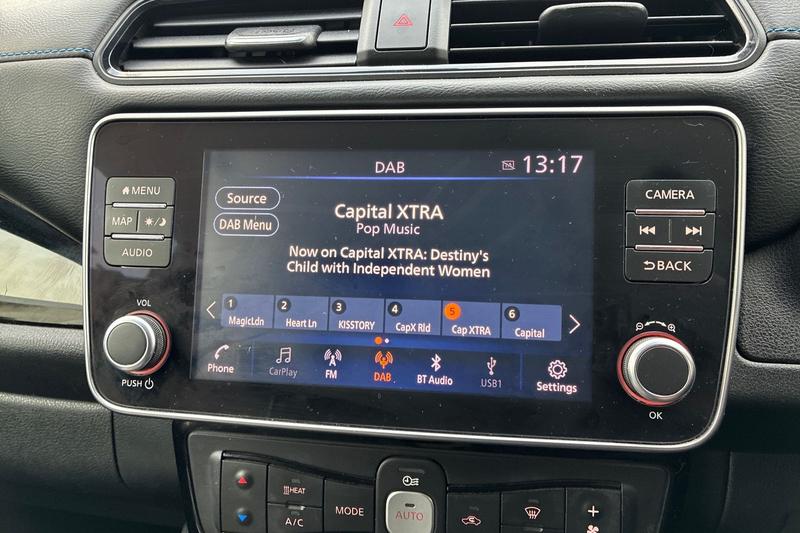 DAB
13:17
MENU
MAP
AUDIO
Source
DAB Menu
Capital XTRA
Pop Music
Now on Capital XTRA: Destiny's
Child with Independent Women
1 MagicLdn
2 Heart Ln
3 KISSTORY
4 CapX Rld
5 Cap XTRA
6 Capital
Phone
CarPlay
FM
DAB
BT Audio
USB1
Settings
VOL
PUSH
CAMERA
BACK
OK
HEAT
A/C
MODE
AUTO
+